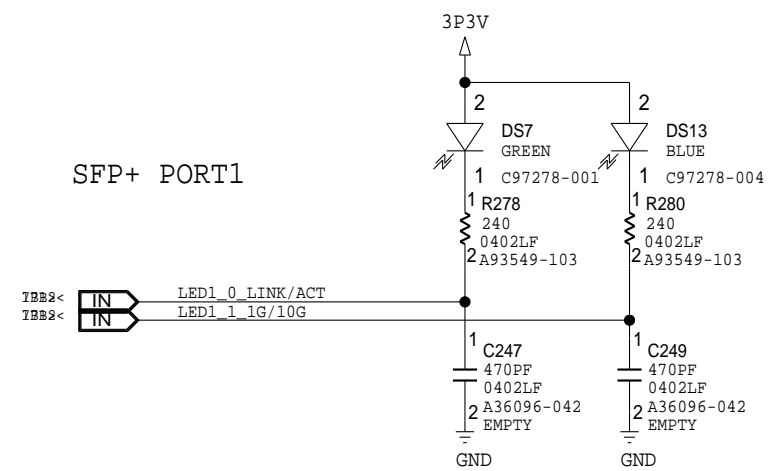 3P3V
2
2
DS7
DS13
GREEN
BLUE
SFP+ PORT1
1
C97278-001
1
C97278-004
1
R278
1
R280
240
240
0402LF
0402LF
2
A93549-103
2
A93549-103
IN
LED1_0_LINK/ACT
IN
LED1_1_1G/10G
1
C247
1
C249
470PF
470PF
0402LF
0402LF
2
A36096-042
2
A36096-042
EMPTY
EMPTY
GND
GND